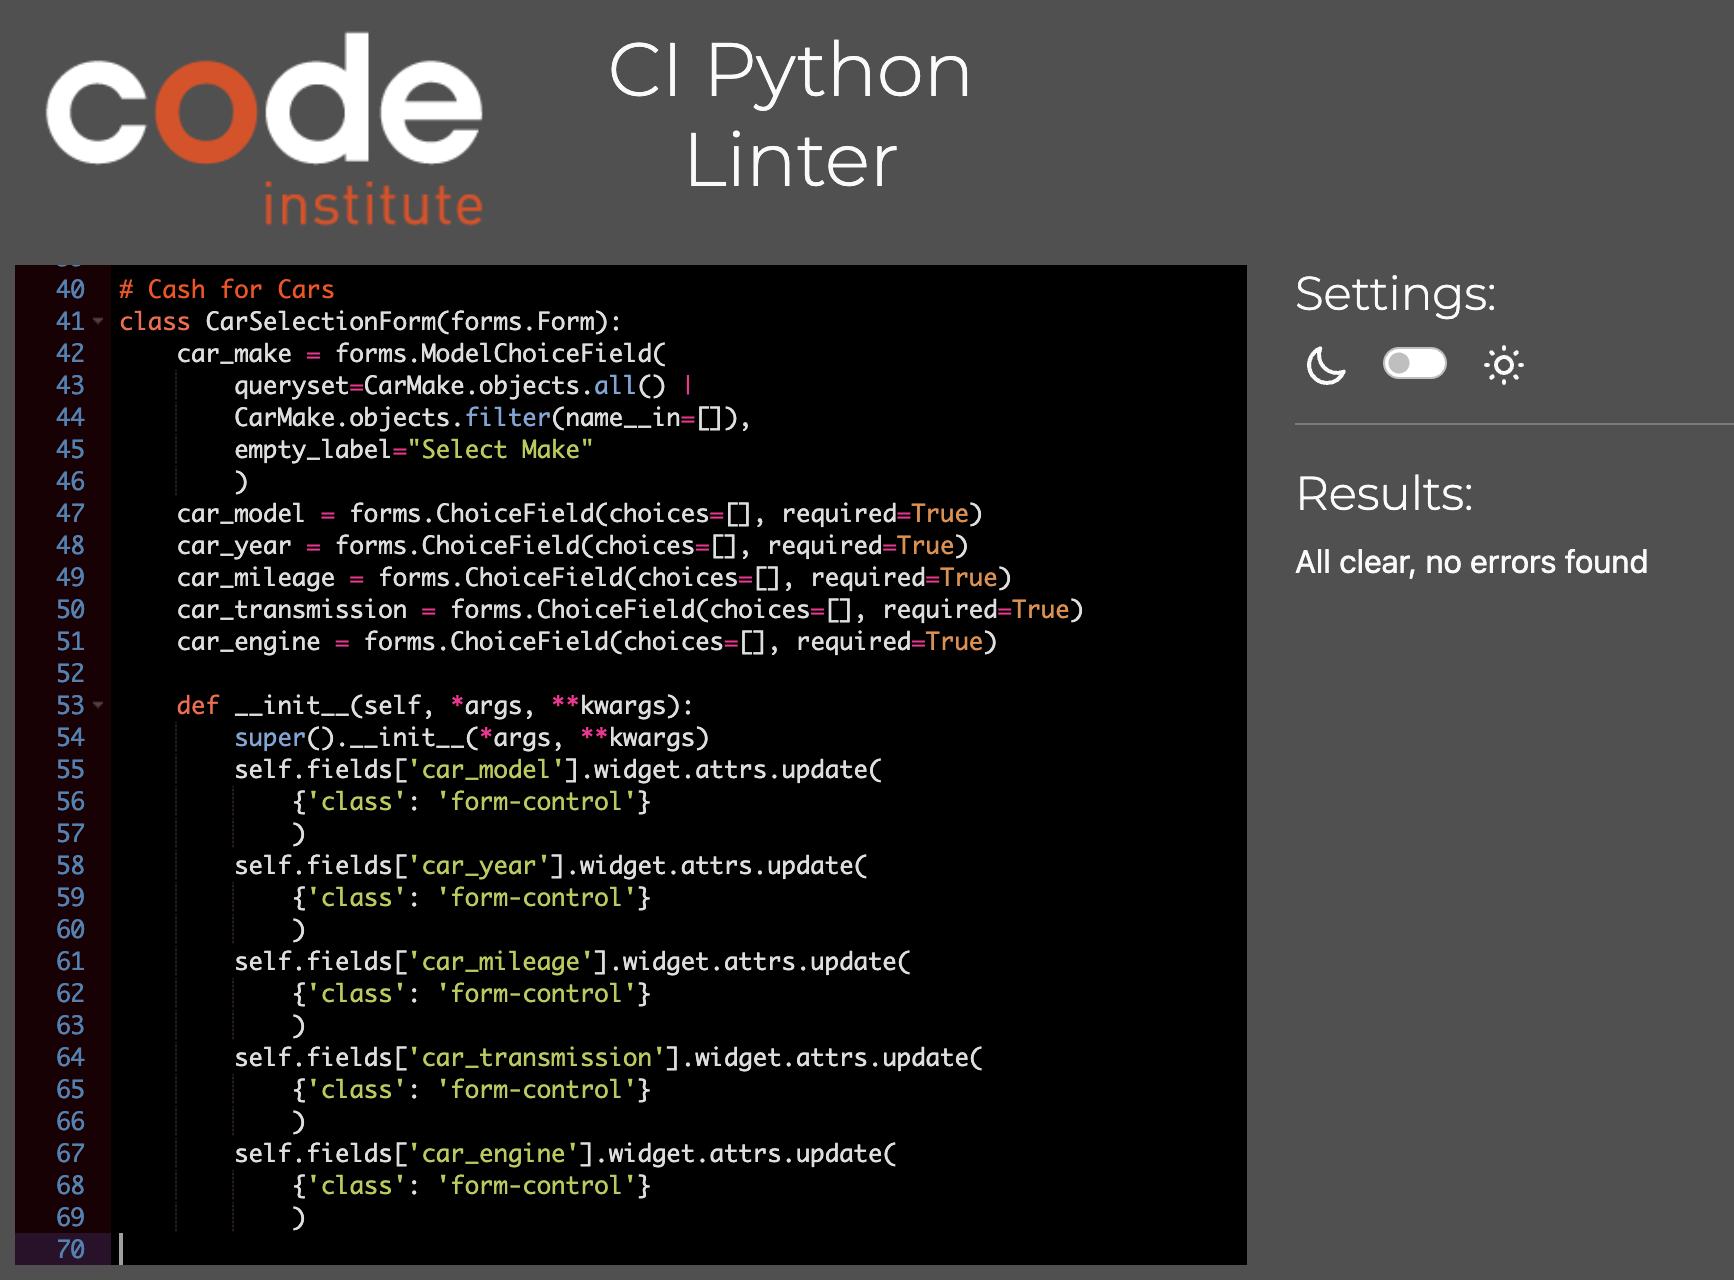 code
institute
CI Python
Linter
40 # Cash for Cars
41 class CarSelectionForm(forms.Form):
42     car_make = forms.ModelChoiceField(
43         queryset=CarMake.objects.all() |
44         CarMake.objects.filter(name__in=[]),
45         empty_label="Select Make"
46         )
47     car_model = forms.ChoiceField(choices=[], required=True)
48     car_year = forms.ChoiceField(choices=[], required=True)
49     car_mileage = forms.ChoiceField(choices=[], required=True)
50     car_transmission = forms.ChoiceField(choices=[], required=True)
51     car_engine = forms.ChoiceField(choices=[], required=True)
52
53     def __init__(self, *args, **kwargs):
54         super().__init__(*args, **kwargs)
55         self.fields['car_model'].widget.attrs.update(
56             {'class': 'form-control'}
57             )
58         self.fields['car_year'].widget.attrs.update(
59             {'class': 'form-control'}
60             )
61         self.fields['car_mileage'].widget.attrs.update(
62             {'class': 'form-control'}
63             )
64         self.fields['car_transmission'].widget.attrs.update(
65             {'class': 'form-control'}
66             )
67         self.fields['car_engine'].widget.attrs.update(
68             {'class': 'form-control'}
69             )
70
Settings:
Results:
All clear, no errors found